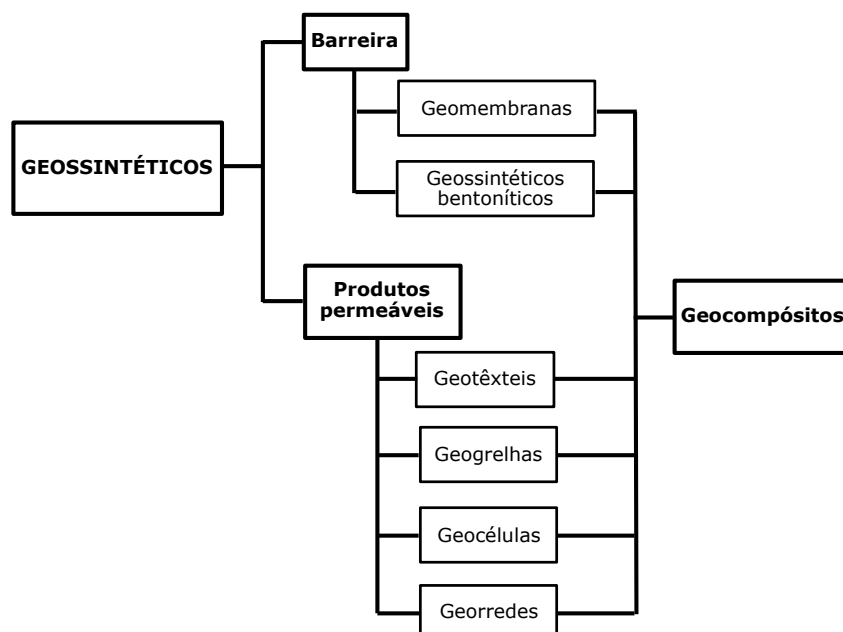 Barreira
Geomembranas
GEOSSINTÉTICOS
Geossintéticos
bentoníticos
Produtos
permeáveis
Geocompósitos
Geotêxteis
Geogrelhas
Geocélulas
Georredes